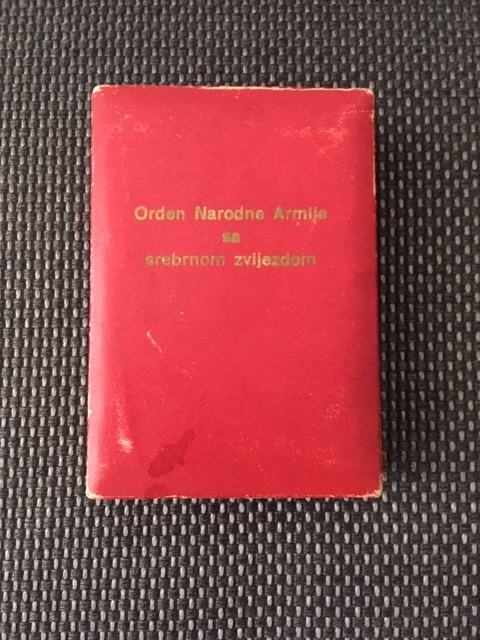 Orden Narodne Armije
sa
srebrnom zvijezdom